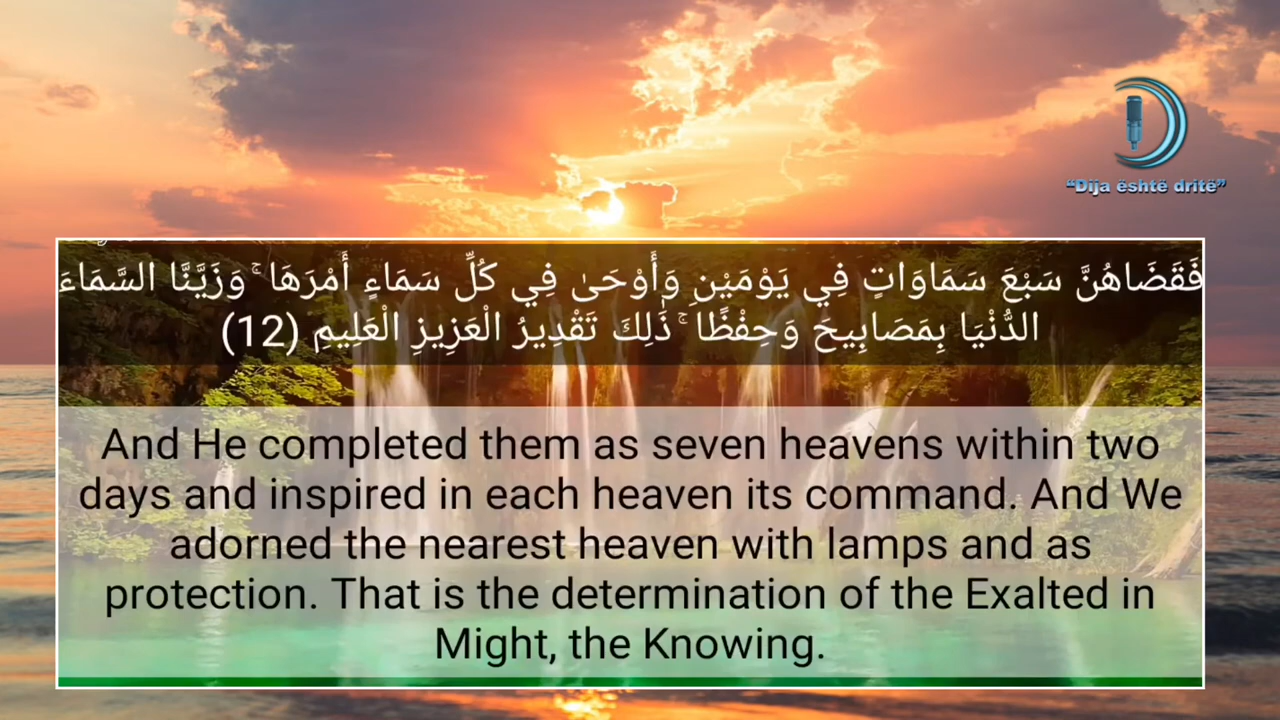 “Dija është dritë”
فَقَضَاهُنَّ سَبْعَ سَمَاوَاتٍ فِي يَوْمَيْنِ وَأَوْحَىٰ فِي كُلِّ سَمَاءٍ أَمْرَهَا ۚ وَزَيَّنَّا السَّمَاءَ
الدُّنْيَا بِمَصَابِيحَ وَحِفْظًا ۚ ذَٰلِكَ تَقْدِيرُ الْعَزِيزِ الْعَلِيمِ (12)
And He completed them as seven heavens within two
days and inspired in each heaven its command. And We
adorned the nearest heaven with lamps and as
protection. That is the determination of the Exalted in
Might, the Knowing.